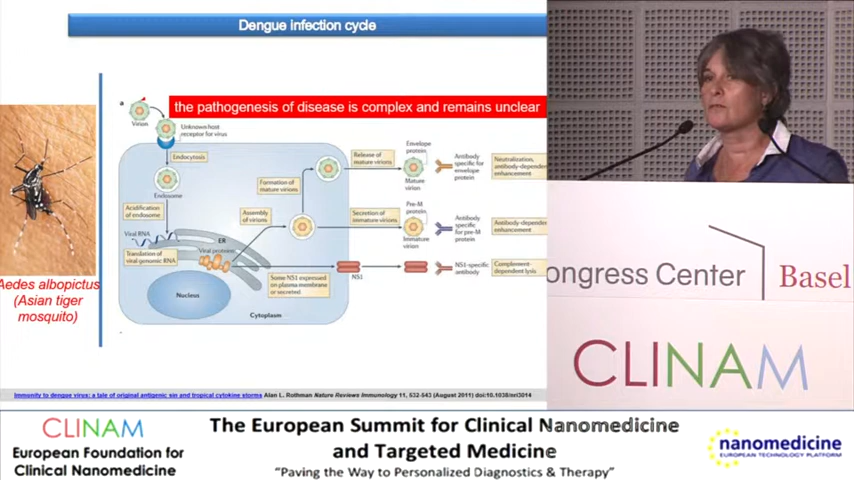 Dengue infection cycle
a
the pathogenesis of disease is complex and remains unclear
Virion
Unknown host
receptor for virus
Endocytosis
Endosome
Acidification
of endosome
Viral RNA
Translation of
viral genomic RNA
ER
Viral proteins
Nucleus
Cytoplasm
Assembly
of virions
Formation of
mature virions
Some NS1 expressed
on plasma membrane
or secreted
Release of
mature virions
Envelope
protein
Mature
virion
Antibody
specific for
envelope
protein
Neutralization,
antibody-dependent
enhancement
Secretion of
immature virions
Pre-M
protein
Immature
virion
Antibody
specific
for pre-M
protein
Antibody-dependent
enhancement
NS1
NS1-specific
antibody
Complement-
dependent lysis
Aedes albopictus
(Asian tiger
mosquito)
Immunity to dengue virus: a tale of original antigenic sin and tropical cytokine storms Alan L. Rothman Nature Reviews Immunology 11, 532-543 (August 2011) doi:10.1038/nri3014
ongress Center Basel
CLINAM
CLINAM
European Foundation for
Clinical Nanomedicine
The European Summit for Clinical Nanomedicine
and Targeted Medicine
"Paving the Way to Personalized Diagnostics & Therapy"
nanomedicine
EUROPEAN TECHNOLOGY PLATFORM